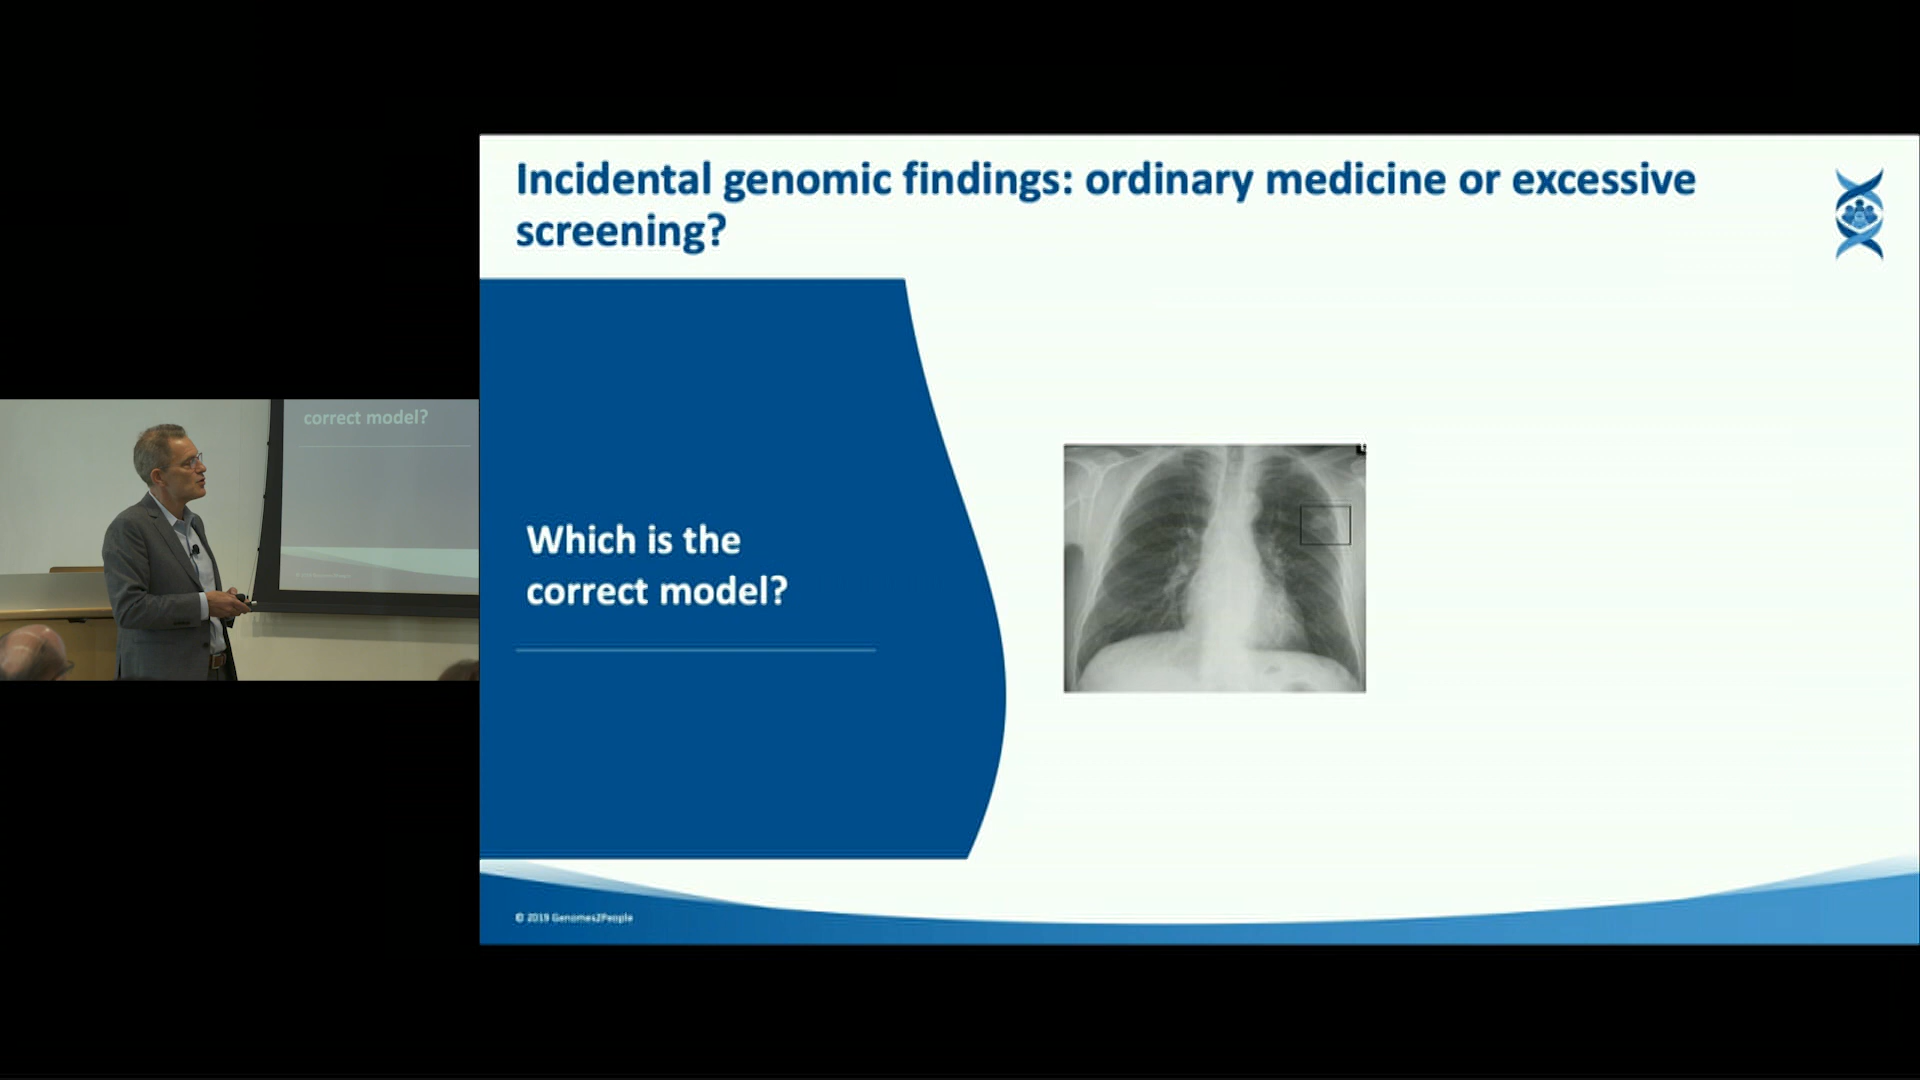 Incidental genomic findings: ordinary medicine or excessive
screening?
Which is the
correct model?
© 2019 Genomes2People
correct model?